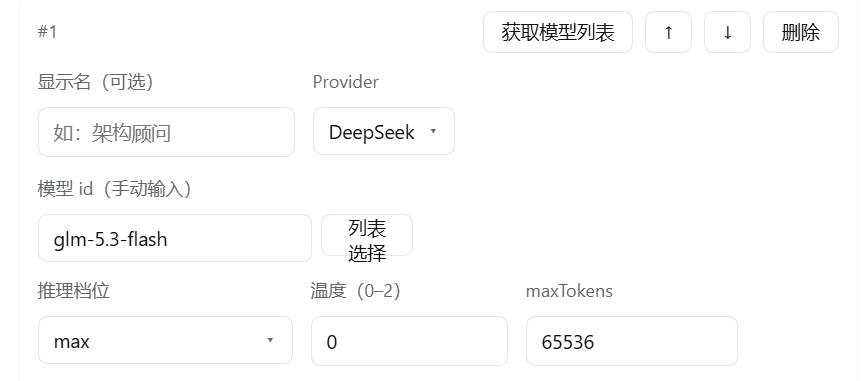 #1 获取模型列表 ↑ ↓ 删除
显示名（可选） Provider
如：架构顾问 DeepSeek
模型 id（手动输入）
glm-5.3-flash 列表
选择
推理档位 温度（0–2） maxTokens
max 0 65536